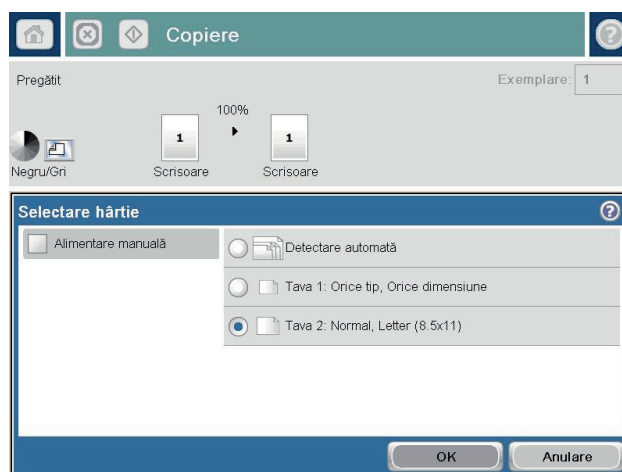 Copiere
Pregătit
Exemplare: 1
100%
1 1
Negru/Gri Scrisoare Scrisoare
Selectare hârtie
Alimentare manuală
Detectare automată
Tava 1: Orice tip, Orice dimensiune
Tava 2: Normal, Letter (8.5x11)
OK Anulare